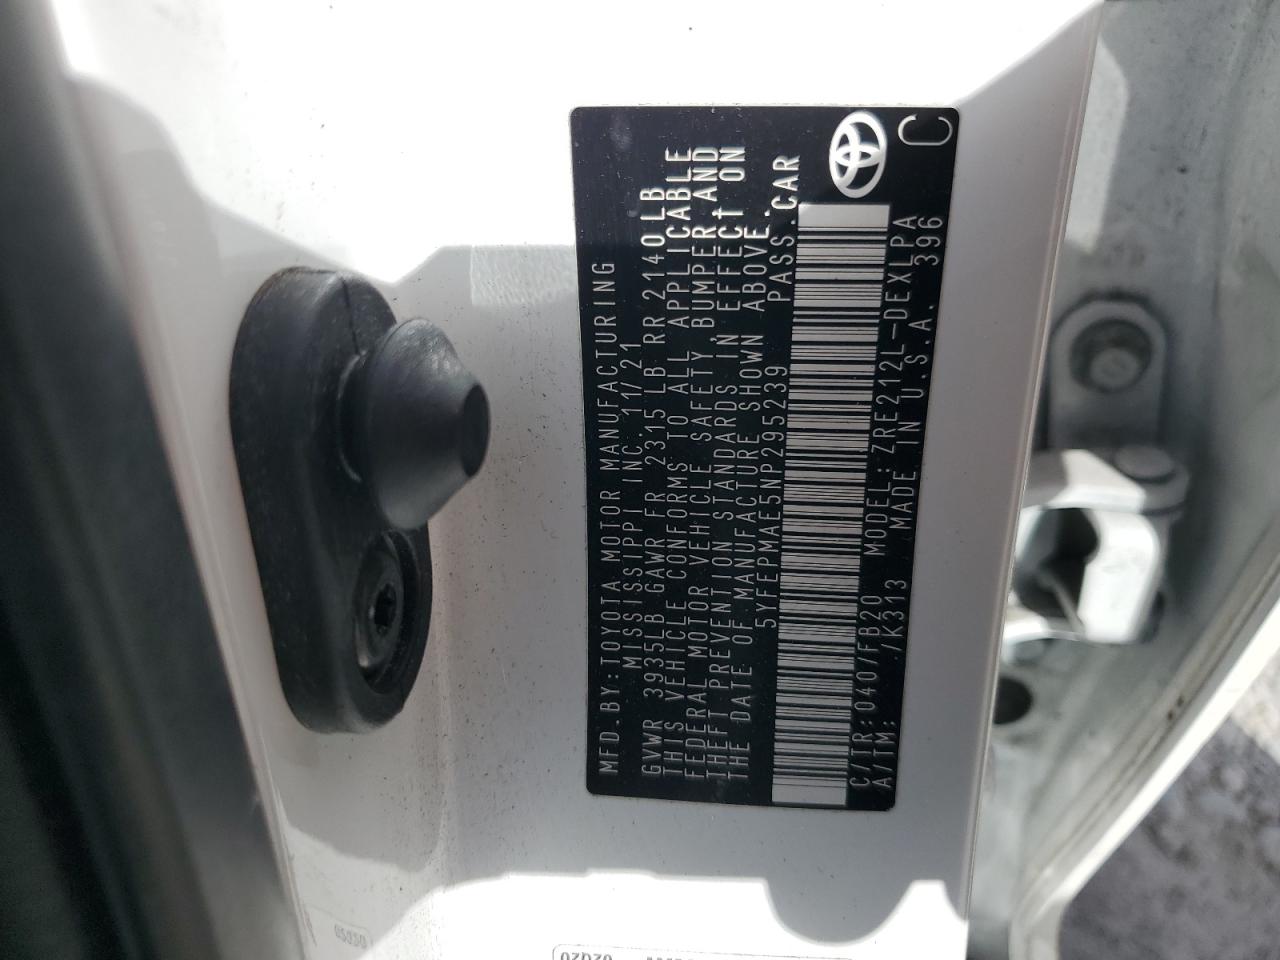 MFD.BY:TOYOTA MOTOR MANUFACTURING
MISSISSIPPI INC. 11/21
GVWR 3935LB GAWR FR 2315 LB RR 2140LB
THIS VEHICLE CONFORMS TO ALL APPLICABLE
FEDERAL MOTOR VEHICLE SAFETY,BUMPER,AND
THEFT PREVENTION STANDARDS IN EFFECT ON
THE DATE OF MANUFACTURE SHOWN ABOVE.
5YFEPMAE5NP295239 PASS.CAR
C/TR:040/FB20 MODEL:ZRE212L-DEXLPA
A/TM: /K313 MADE IN U.S.A. 396
C